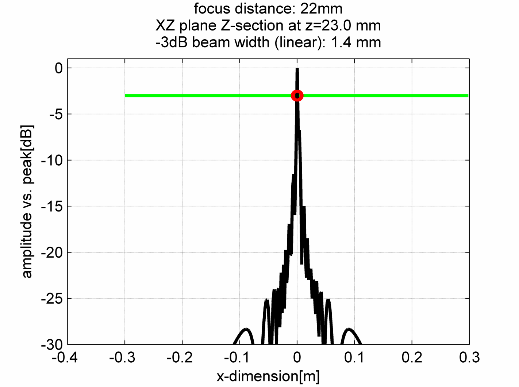 focus distance: 22mm
XZ plane Z-section at z=23.0 mm
-3dB beam width (linear): 1.4 mm
0
-5
-10
-15
-20
-25
-30
amplitude vs. peak[dB]
-0.4 -0.3 -0.2 -0.1 0 0.1 0.2 0.3
x-dimension[m]